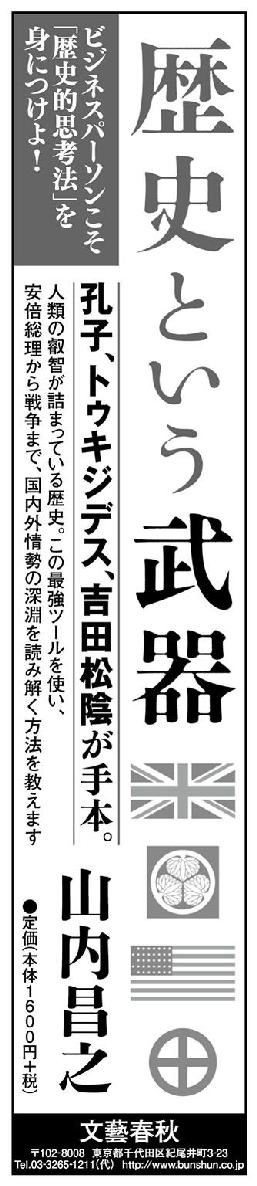 歴史という武器
ビジネスパーソンこそ
「歴史的思考法」を
身につけよ！
孔子、トゥキジデス、吉田松陰が手本。
人類の叡智が詰まっている歴史。この最強ツールを使い、
安倍総理から戦争まで、国内外情勢の深淵を読み解く方法を教えます
山内昌之
●定価(本体1600円+税)
文藝春秋
〒102-8008 東京都千代田区紀尾井町3-23
Tel.03-3265-1211(代) http://www.bunshun.co.jp